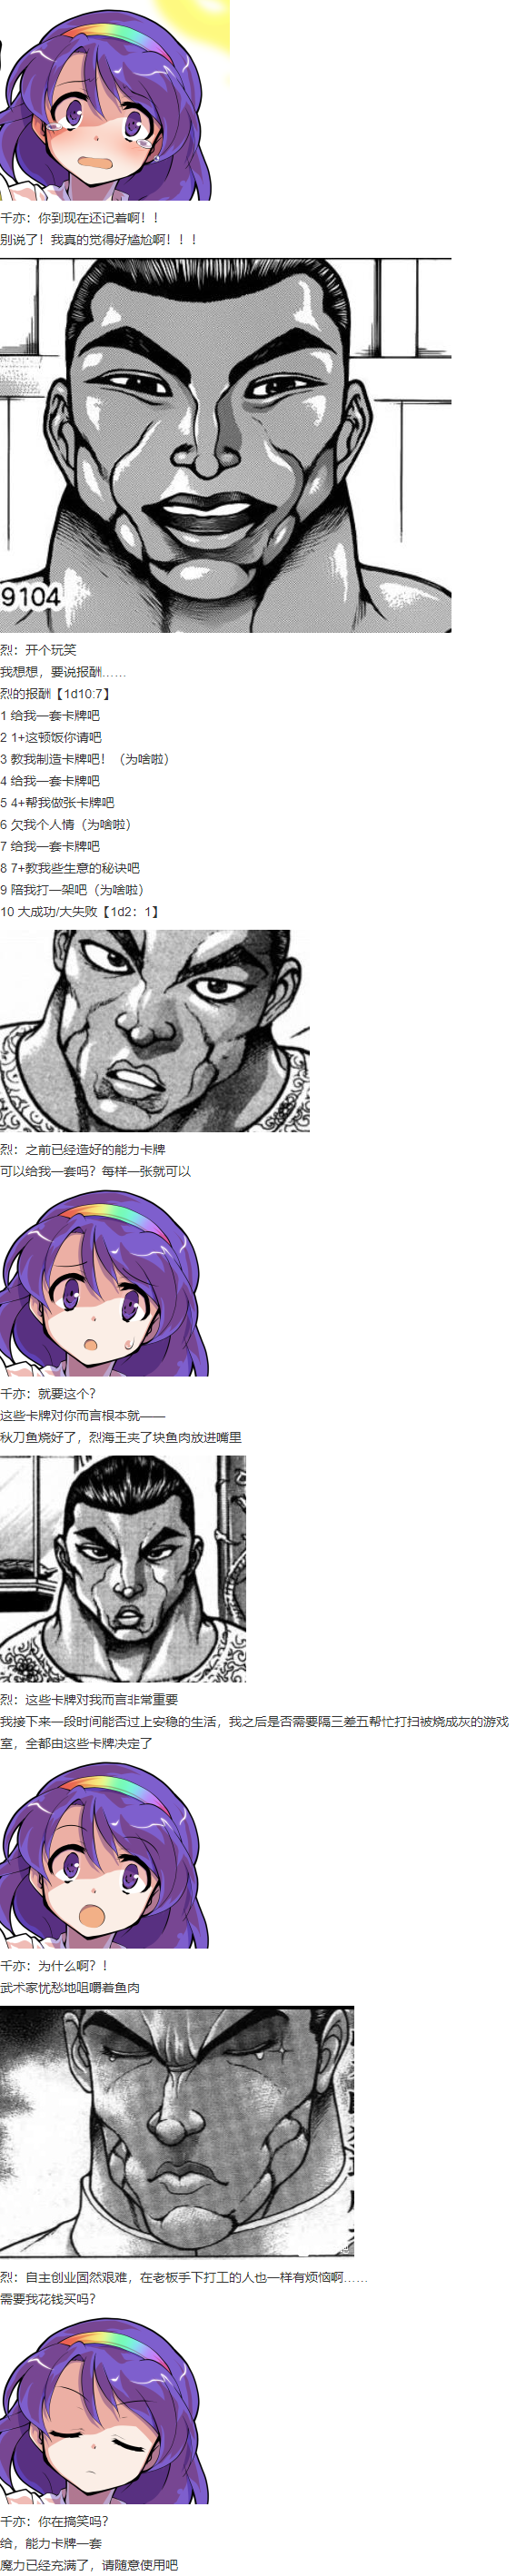 千亦：你到现在还记着啊！！
别说了！我真的觉得好尴尬啊！！！
9104
烈：开个玩笑
我想想，要说报酬……
烈的报酬【1d10:7】
1 给我一套卡牌吧
2 1+这顿饭你请吧
3 教我制造卡牌吧！（为啥啦）
4 给我一套卡牌吧
5 4+帮我做张卡牌吧
6 欠我个人情（为啥啦）
7 给我一套卡牌吧
8 7+教我些生意的秘诀吧
9 陪我打一架吧（为啥啦）
10 大成功/大失败【1d2：1】
烈：之前已经造好的能力卡牌
可以给我一套吗？每样一张就可以
千亦：就要这个？
这些卡牌对你而言根本就——
秋刀鱼烧好了，烈海王夹了块鱼肉放进嘴里
烈：这些卡牌对我而言非常重要
我接下来一段时间能否过上安稳的生活，我之后是否需要隔三差五帮忙打扫被烧成灰的游戏
室，全都由这些卡牌决定了
千亦：为什么啊？！
武术家忧愁地咀嚼着鱼肉
烈：自主创业固然艰难，在老板手下打工的人也一样有烦恼啊……
需要我花钱买吗？
千亦：你在搞笑吗？
给，能力卡牌一套
魔力已经充满了，请随意使用吧